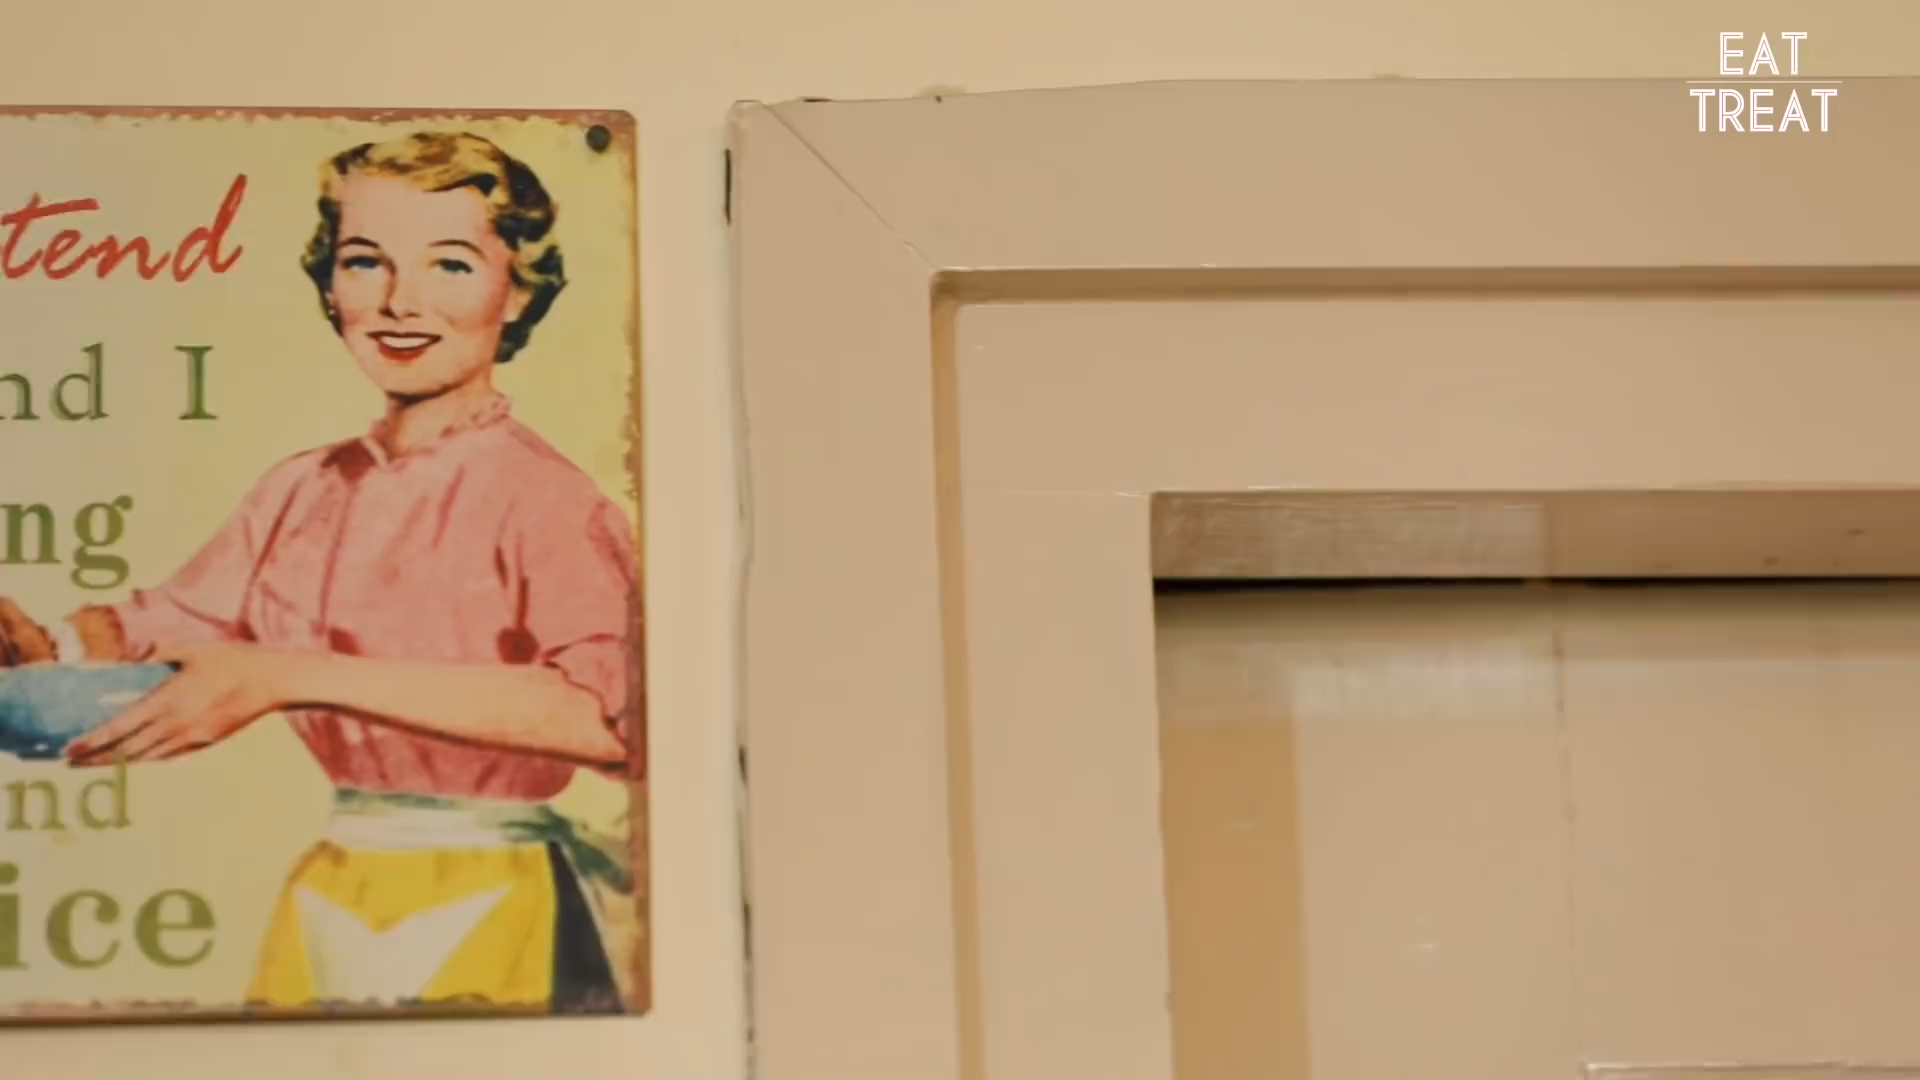 tend
nd I
ng
nd
ice
EAT
TREAT